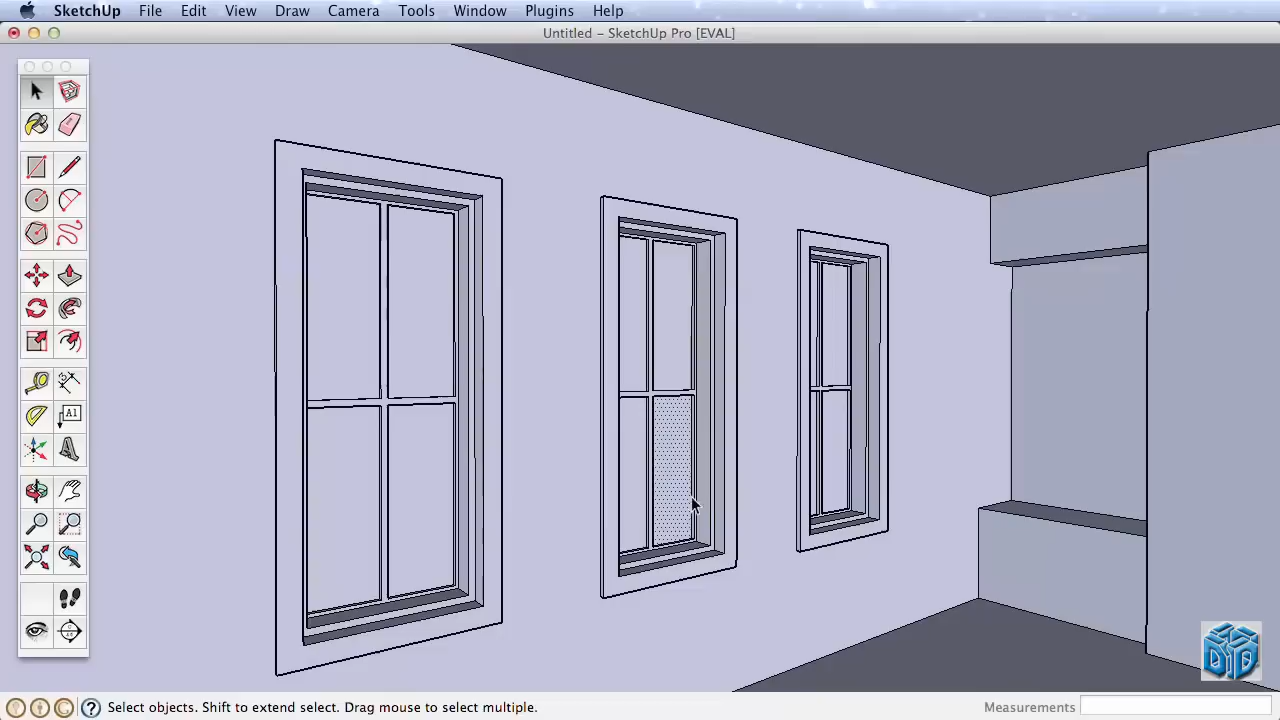 SketchUp File Edit View Draw Camera Tools Window Plugins Help
Untitled – SketchUp Pro [EVAL]
A1
Select objects. Shift to extend select. Drag mouse to select multiple.
Measurements